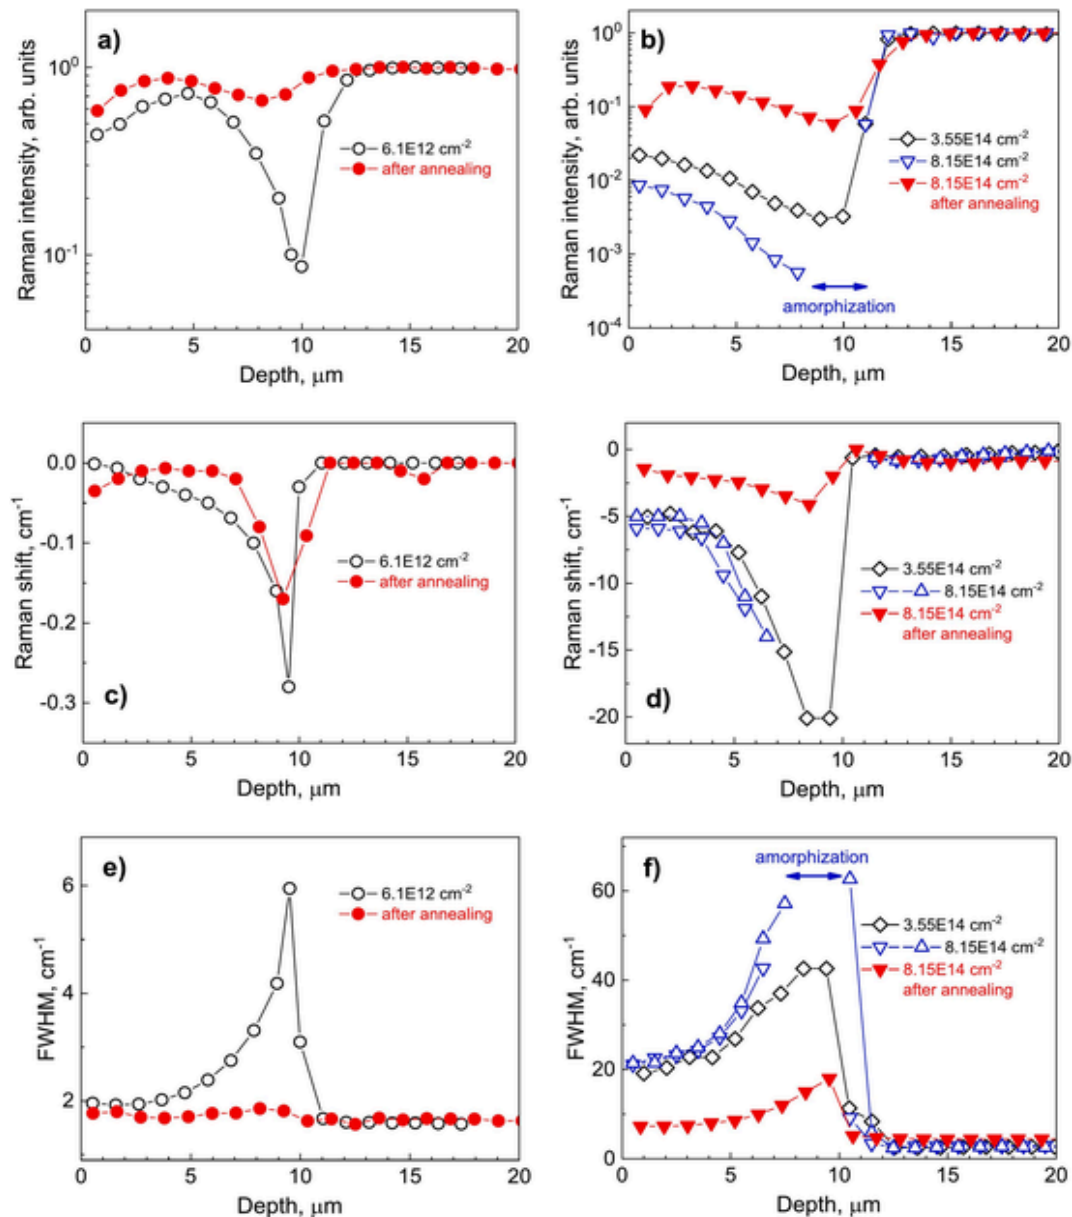 a)
Raman intensity, arb. units
10⁰
10⁻¹
6.1E12 cm⁻²
after annealing
0 5 10 15 20
Depth, μm
b)
Raman intensity, arb. units
10⁰
10⁻¹
10⁻²
10⁻³
10⁻⁴
3.55E14 cm⁻²
8.15E14 cm⁻²
8.15E14 cm⁻²
after annealing
amorphization
0 5 10 15 20
Depth, μm
c)
Raman shift, cm⁻¹
0.0
-0.1
-0.2
-0.3
6.1E12 cm⁻²
after annealing
0 5 10 15 20
Depth, μm
d)
Raman shift, cm⁻¹
0
-5
-10
-15
-20
3.55E14 cm⁻²
8.15E14 cm⁻²
8.15E14 cm⁻²
after annealing
0 5 10 15 20
Depth, μm
e)
FWHM, cm⁻¹
6
4
2
6.1E12 cm⁻²
after annealing
0 5 10 15 20
Depth, μm
f)
FWHM, cm⁻¹
60
40
20
0
amorphization
3.55E14 cm⁻²
8.15E14 cm⁻²
8.15E14 cm⁻²
after annealing
0 5 10 15 20
Depth, μm